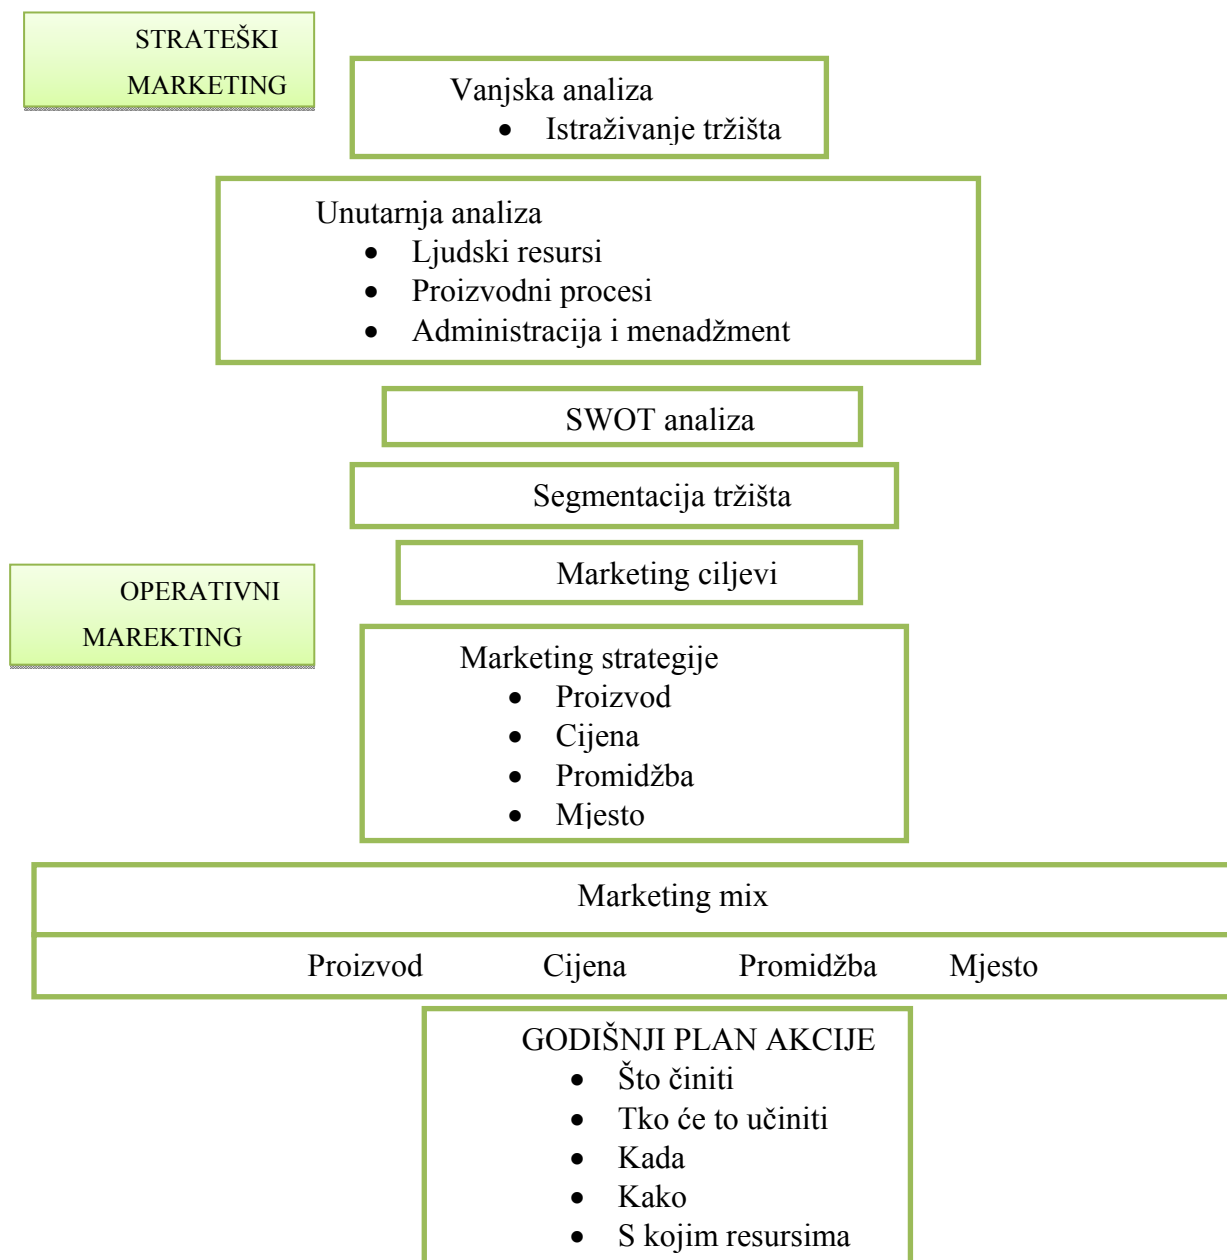 STRATEŠKI
MARKETING
Vanjska analiza
• Istraživanje tržišta
Unutarnja analiza
• Ljudski resursi
• Proizvodni procesi
• Administracija i menadžment
SWOT analiza
Segmentacija tržišta
Marketing ciljevi
OPERATIVNI
MAREKTING
Marketing strategije
• Proizvod
• Cijena
• Promidžba
• Mjesto
Marketing mix
Proizvod Cijena Promidžba Mjesto
GODIŠNJI PLAN AKCIJE
• Što činiti
• Tko će to učiniti
• Kada
• Kako
• S kojim resursima